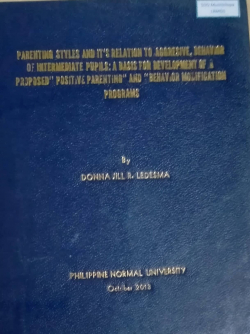 PARENTING STYLES AND IT'S RELATION TO AGGRESIVE, BEHAVIOR
OF INTERMEDIATE PUPILS: A BASIS FOR DEVELOPMENT OF A
PROPOSED" POSITIVE PARENTING" AND "BEHAVIOR MODIFICATION
PROGRAMS
By
DONNA JILL R. LEDESMA
PHILIPPINE NORMAL UNIVERSITY
October 2013